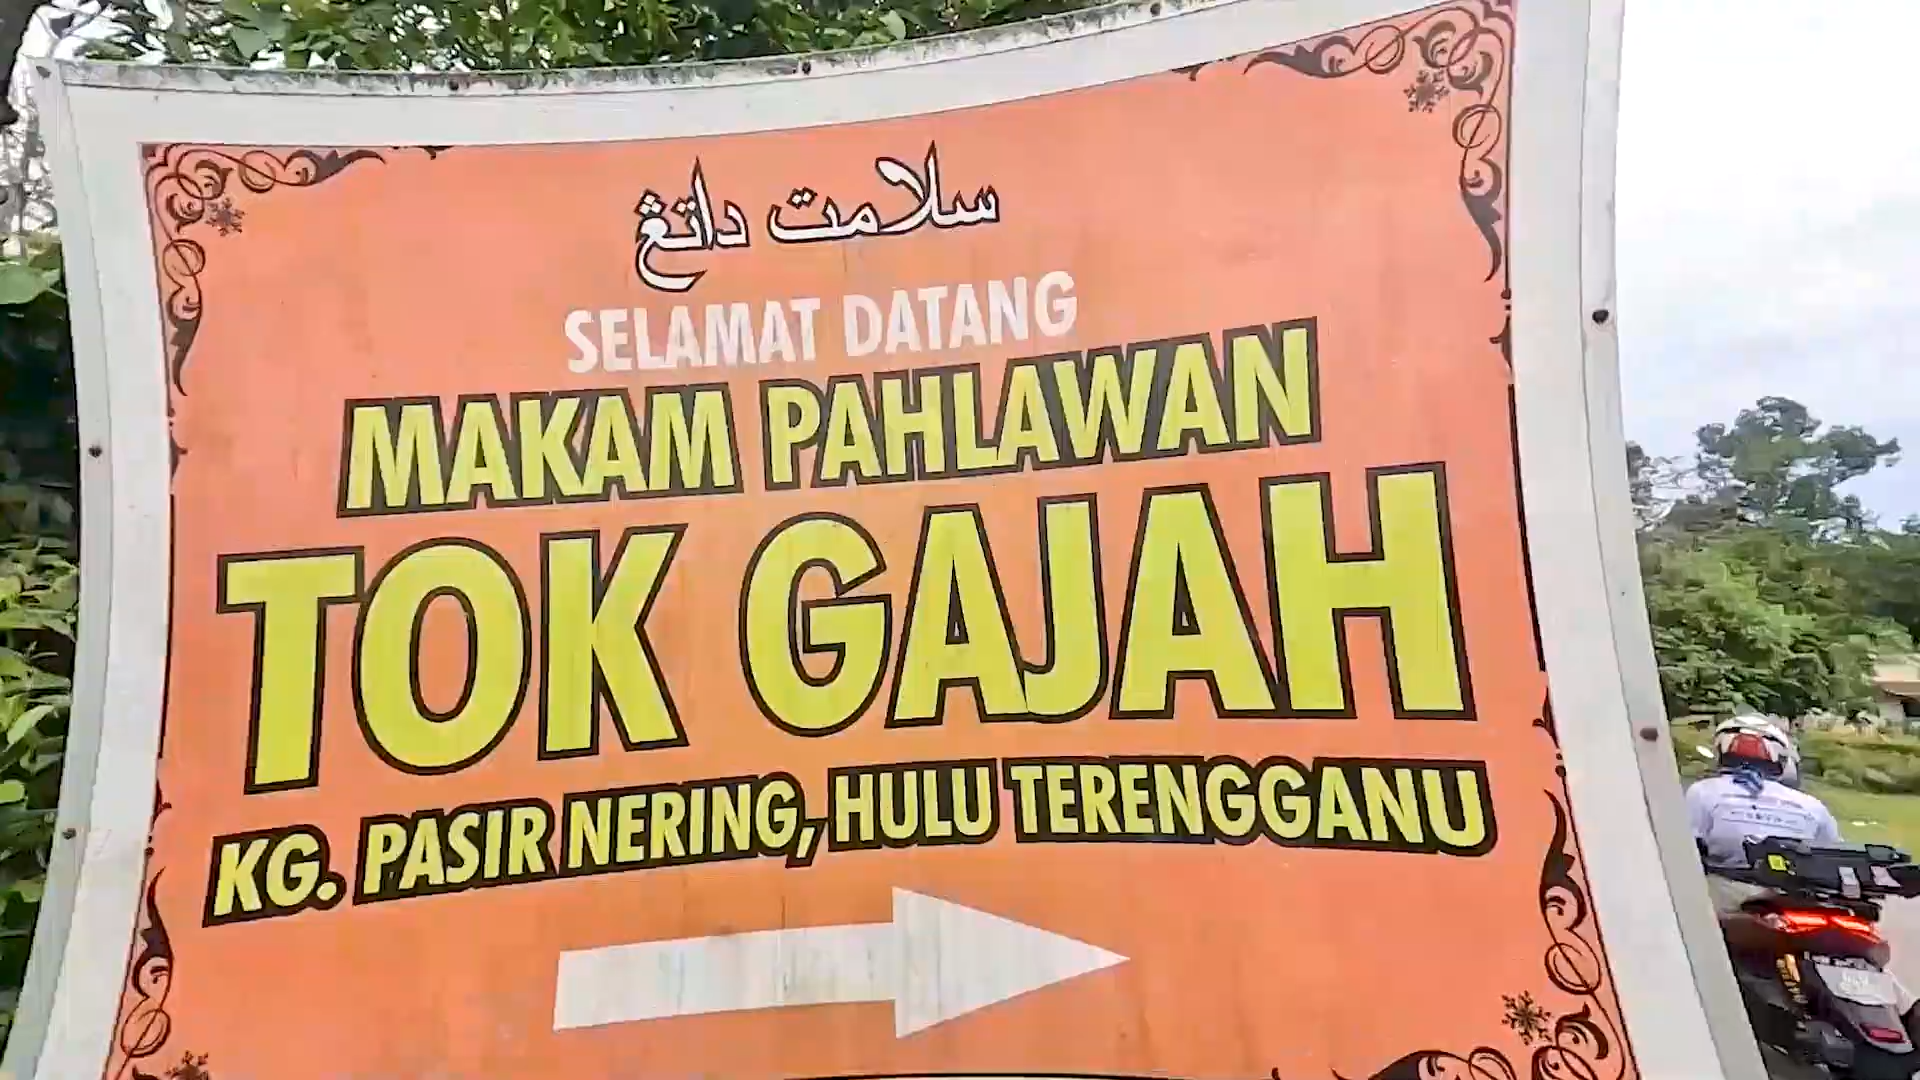 سلامت داتڠ
SELAMAT DATANG
MAKAM PAHLAWAN
TOK GAJAH
KG. PASIR NERING, HULU TERENGGANU